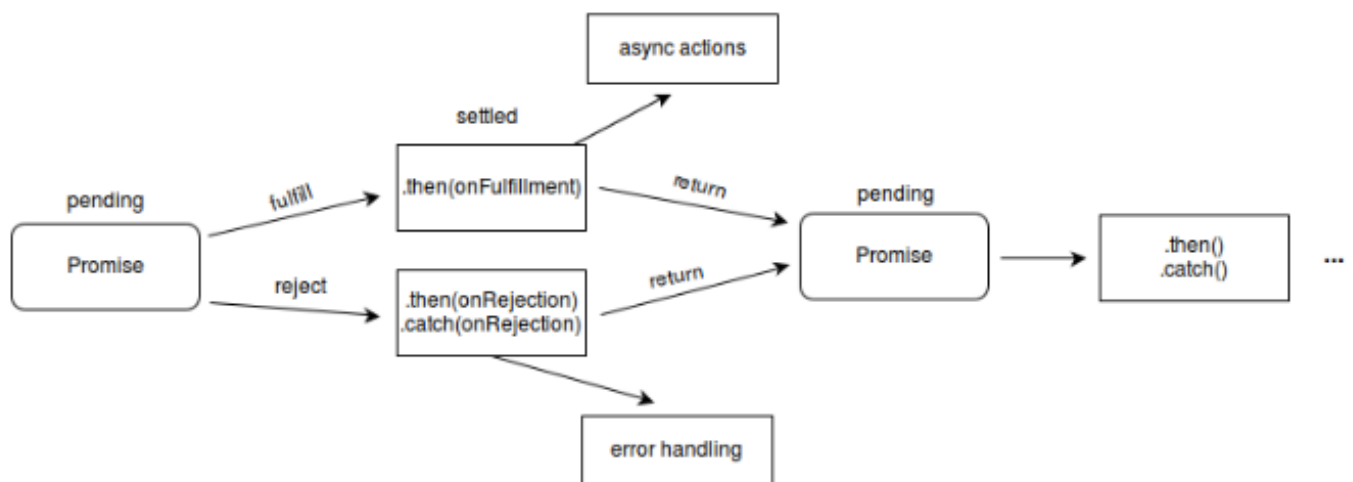 async actions
settled
.then(onFulfillment)
pending
fulfill
return
pending
Promise
Promise
.then()
.catch()
...
reject
return
.then(onRejection)
.catch(onRejection)
error handling